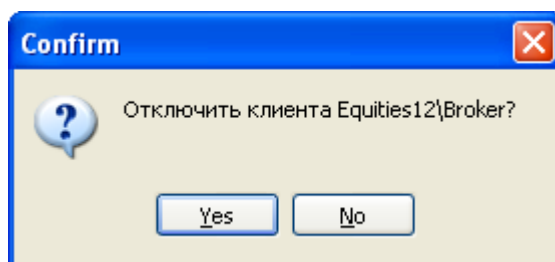 Confirm
Отключить клиента Equities12\Broker?
Yes No